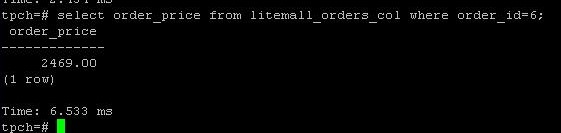 tpch=# select order_price from litemall_orders_col where order_id=6;
 order_price
-------------
     2469.00
(1 row)

Time: 6.533 ms
tpch=#